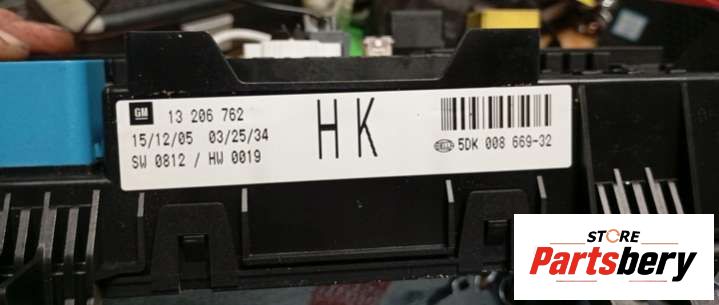 GM 13 206 762
15/12/05 03/25/34
SW 0812 / HW 0019
HK
HELLA 5DK 008 669-32
STORE
Partsbery